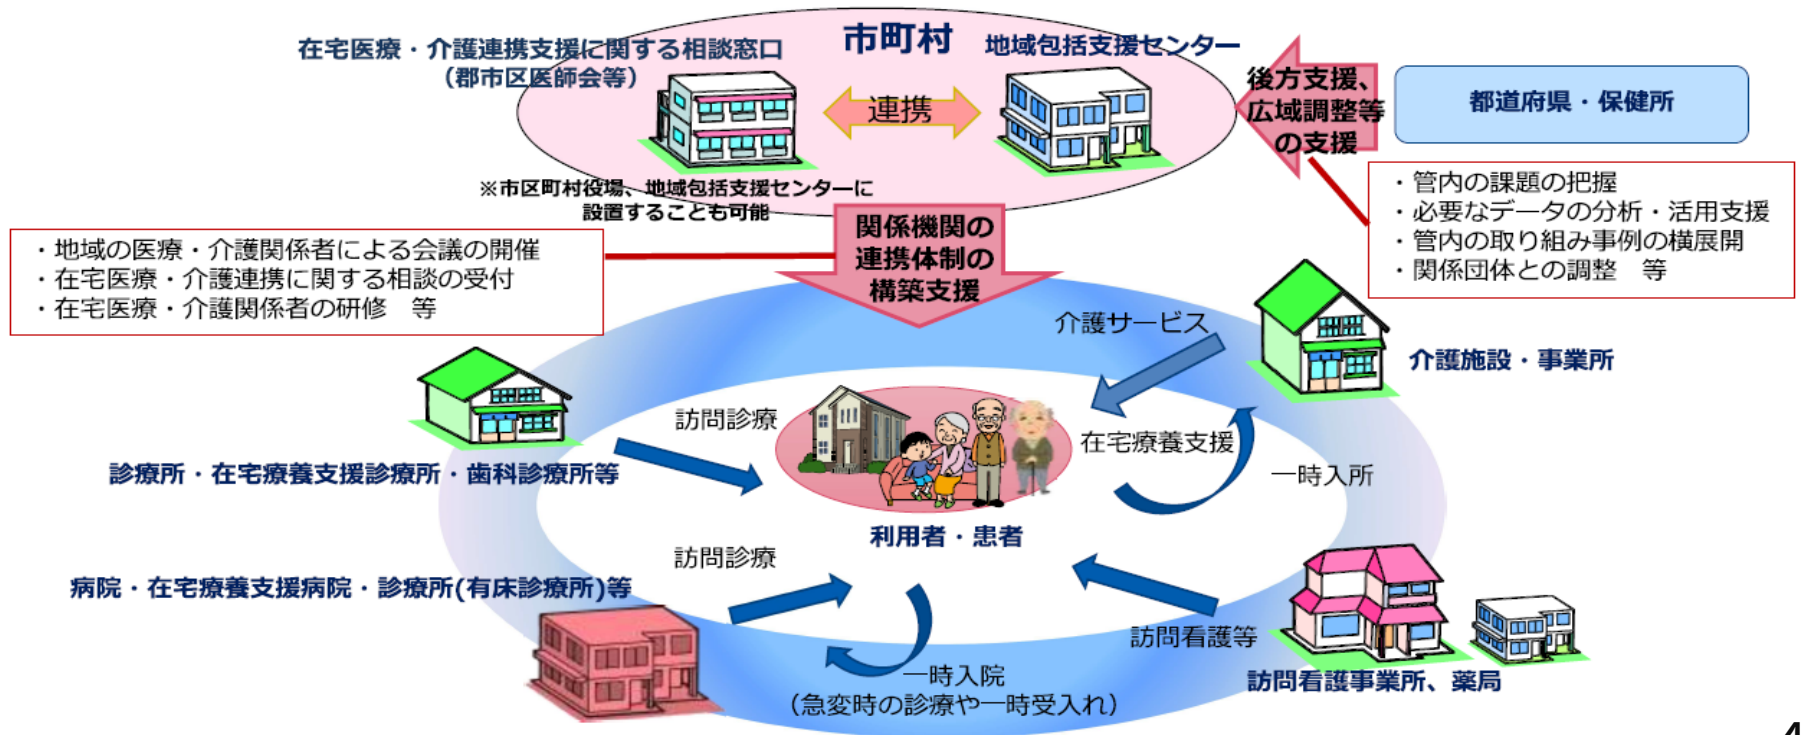 市町村
在宅医療・介護連携支援に関する相談窓口
（郡市区医師会等）
地域包括支援センター
連携
※市区町村役場、地域包括支援センターに
設置することも可能
後方支援、
広域調整等
の支援
都道府県・保健所
・管内の課題の把握
・必要なデータの分析・活用支援
・管内の取り組み事例の横展開
・関係団体との調整　等
関係機関の
連携体制の
構築支援
・地域の医療・介護関係者による会議の開催
・在宅医療・介護連携に関する相談の受付
・在宅医療・介護関係者の研修　等
介護サービス
介護施設・事業所
訪問診療
在宅療養支援
一時入所
診療所・在宅療養支援診療所・歯科診療所等
利用者・患者
訪問診療
病院・在宅療養支援病院・診療所(有床診療所)等
訪問看護等
一時入院
（急変時の診療や一時受入れ）
訪問看護事業所、薬局
4